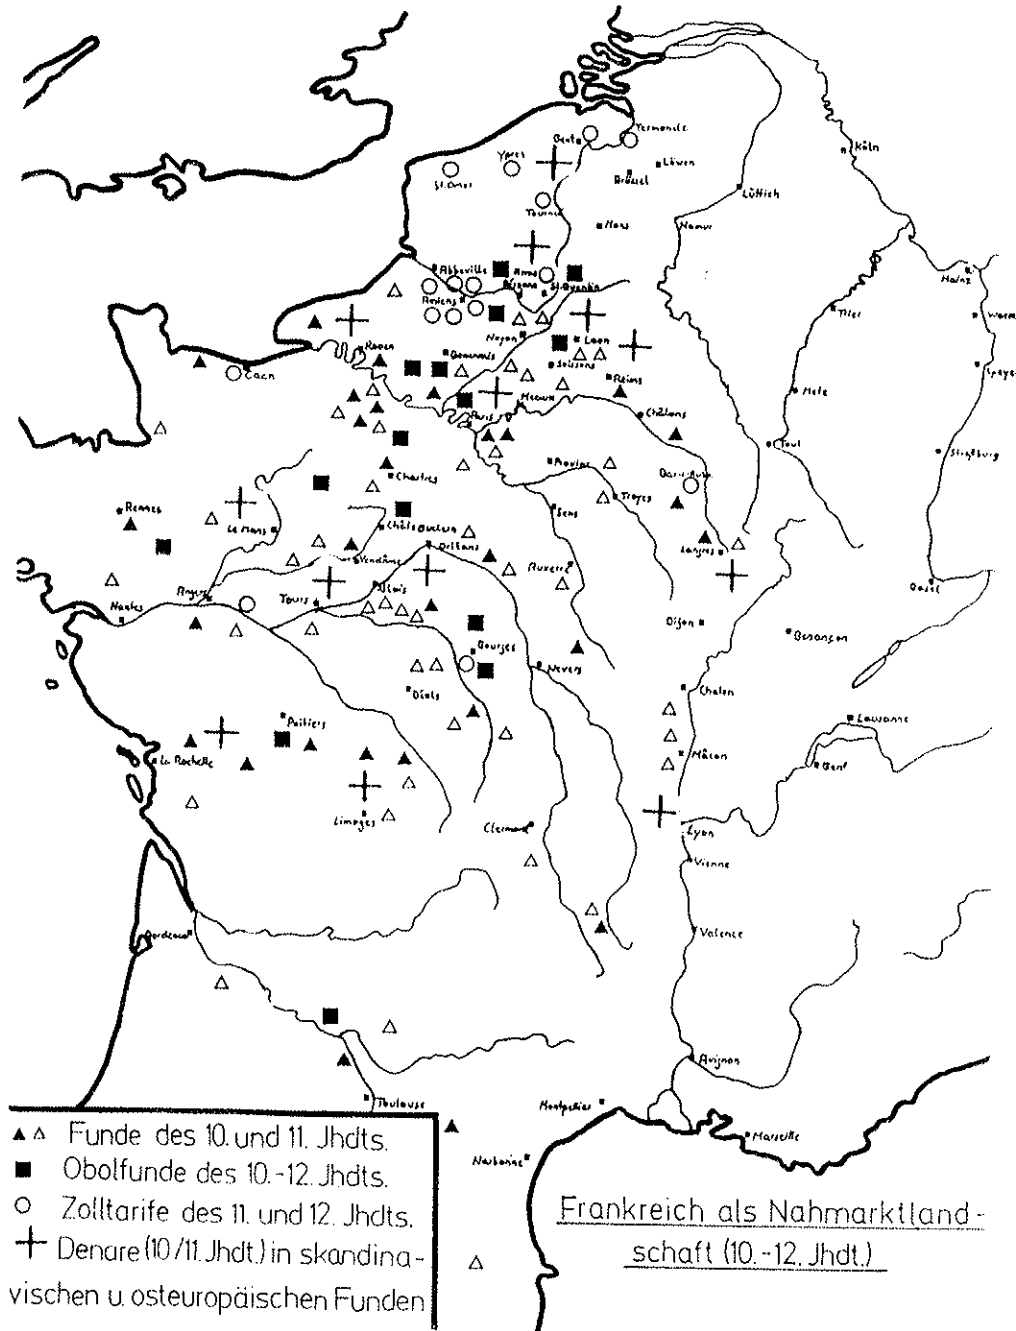 Yermonde
Gent
Ypres
St.Omer
Löwen
Brüssel
Köln
Lüttich
Tournai
Mons
Namur
Abbeville
Arras
St.Quentin
Mainz
Amiens
Trier
Worms
Noyon
Laon
Rouen
Beauvais
Soissons
Reims
Speyer
Caen
Metz
Meaux
Paris
Châlons
Toul
Straßburg
Provins
Bar-s-Aube
Chartres
Troyes
Rennes
Sens
Le Mans
Châteaudun
Orléans
Langres
Vendôme
Auxerre
Basel
Blois
Angers
Tours
Nantes
Dijon
Besançon
Bourges
Nevers
Déols
Chalon
Poitiers
Lausanne
La Rochelle
Mâcon
Genf
Limoges
Clermont
Lyon
Vienne
Bordeaux
Valence
Avignon
Toulouse
Montpellier
Marseille
Narbonne
Funde des 10. und 11. Jhdts.
Obolfunde des 10.-12. Jhdts.
Zolltarife des 11. und 12. Jhdts.
Denare (10/11. Jhdt.) in skandina-
vischen u. osteuropäischen Funden
Frankreich als Nahmarktland-
schaft (10.-12. Jhdt.)